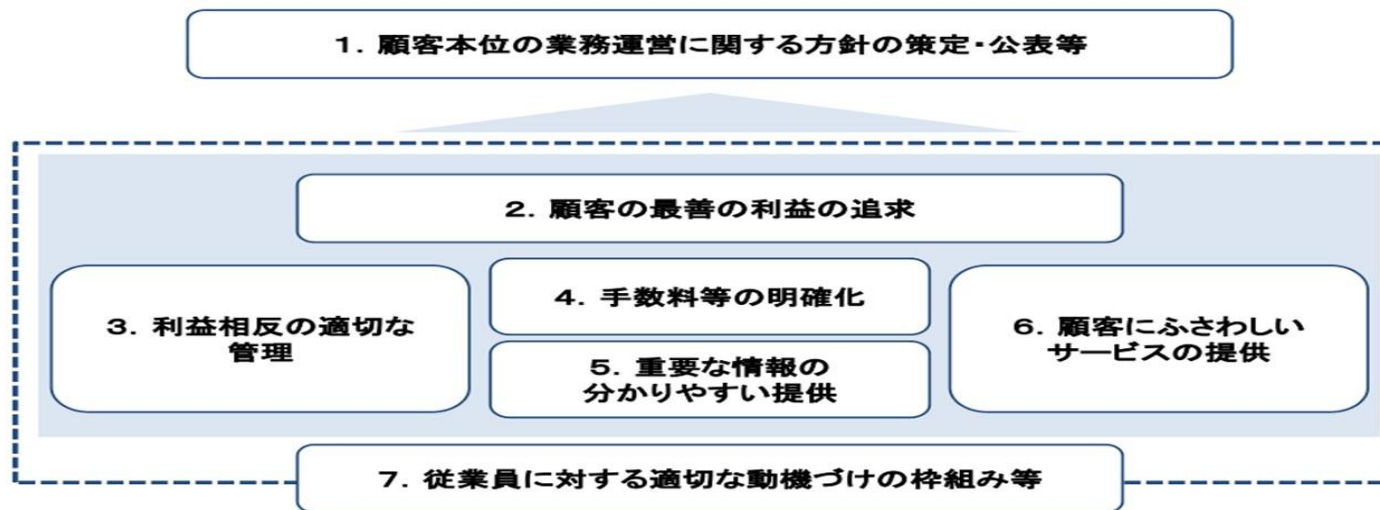 1．顧客本位の業務運営に関する方針の策定・公表等
2．顧客の最善の利益の追求
3．利益相反の適切な
管理
4．手数料等の明確化
5．重要な情報の
分かりやすい提供
6．顧客にふさわしい
サービスの提供
7．従業員に対する適切な動機づけの枠組み等